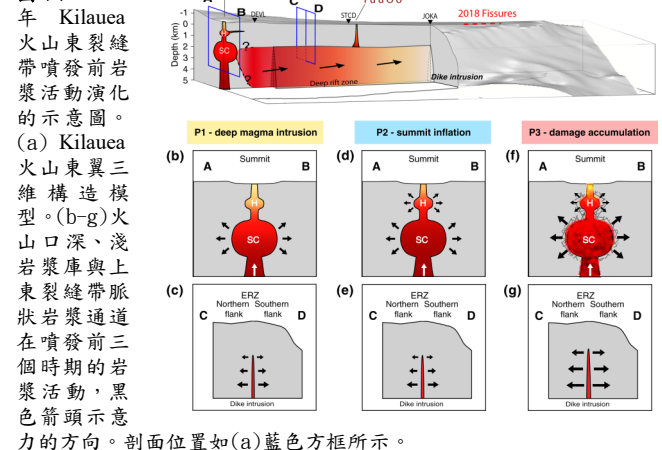 年 Kilauea
火山東裂縫
帶噴發前岩
漿活動演化
的示意圖。
(a) Kilauea
火山東翼三
維構造模
型。(b-g)火
山口深、淺
岩漿庫與上
東裂縫帶脈
狀岩漿通道
在噴發前三
個時期的岩
漿活動，黑
色箭頭示意
力的方向。剖面位置如(a)藍色方框所示。
B DEVL C D STCD JOKA 2018 Fissures
Depth (km)
-1
0
1
2
3
4
5
SC
?
?
Deep rift zone
Dike intrusion
P1 - deep magma intrusion
P2 - summit inflation
P3 - damage accumulation
(b) A Summit B
H
SC
(d) A Summit B
H
SC
(f) A Summit B
H
SC
(c) ERZ
C Northern flank Southern flank D
Dike intrusion
(e) ERZ
C Northern flank Southern flank D
Dike intrusion
(g) ERZ
C Northern flank Southern flank D
Dike intrusion